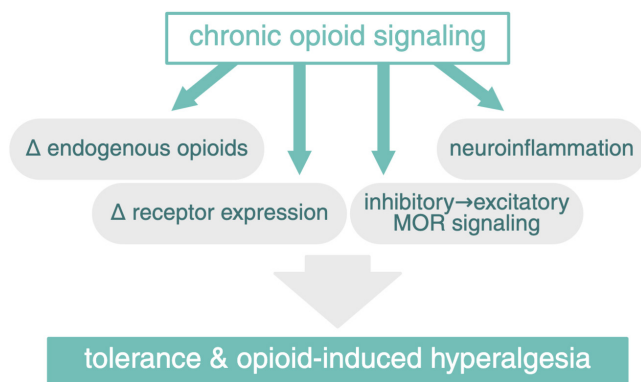 chronic opioid signaling
Δ endogenous opioids
neuroinflammation
Δ receptor expression
inhibitory→excitatory
MOR signaling
tolerance & opioid-induced hyperalgesia